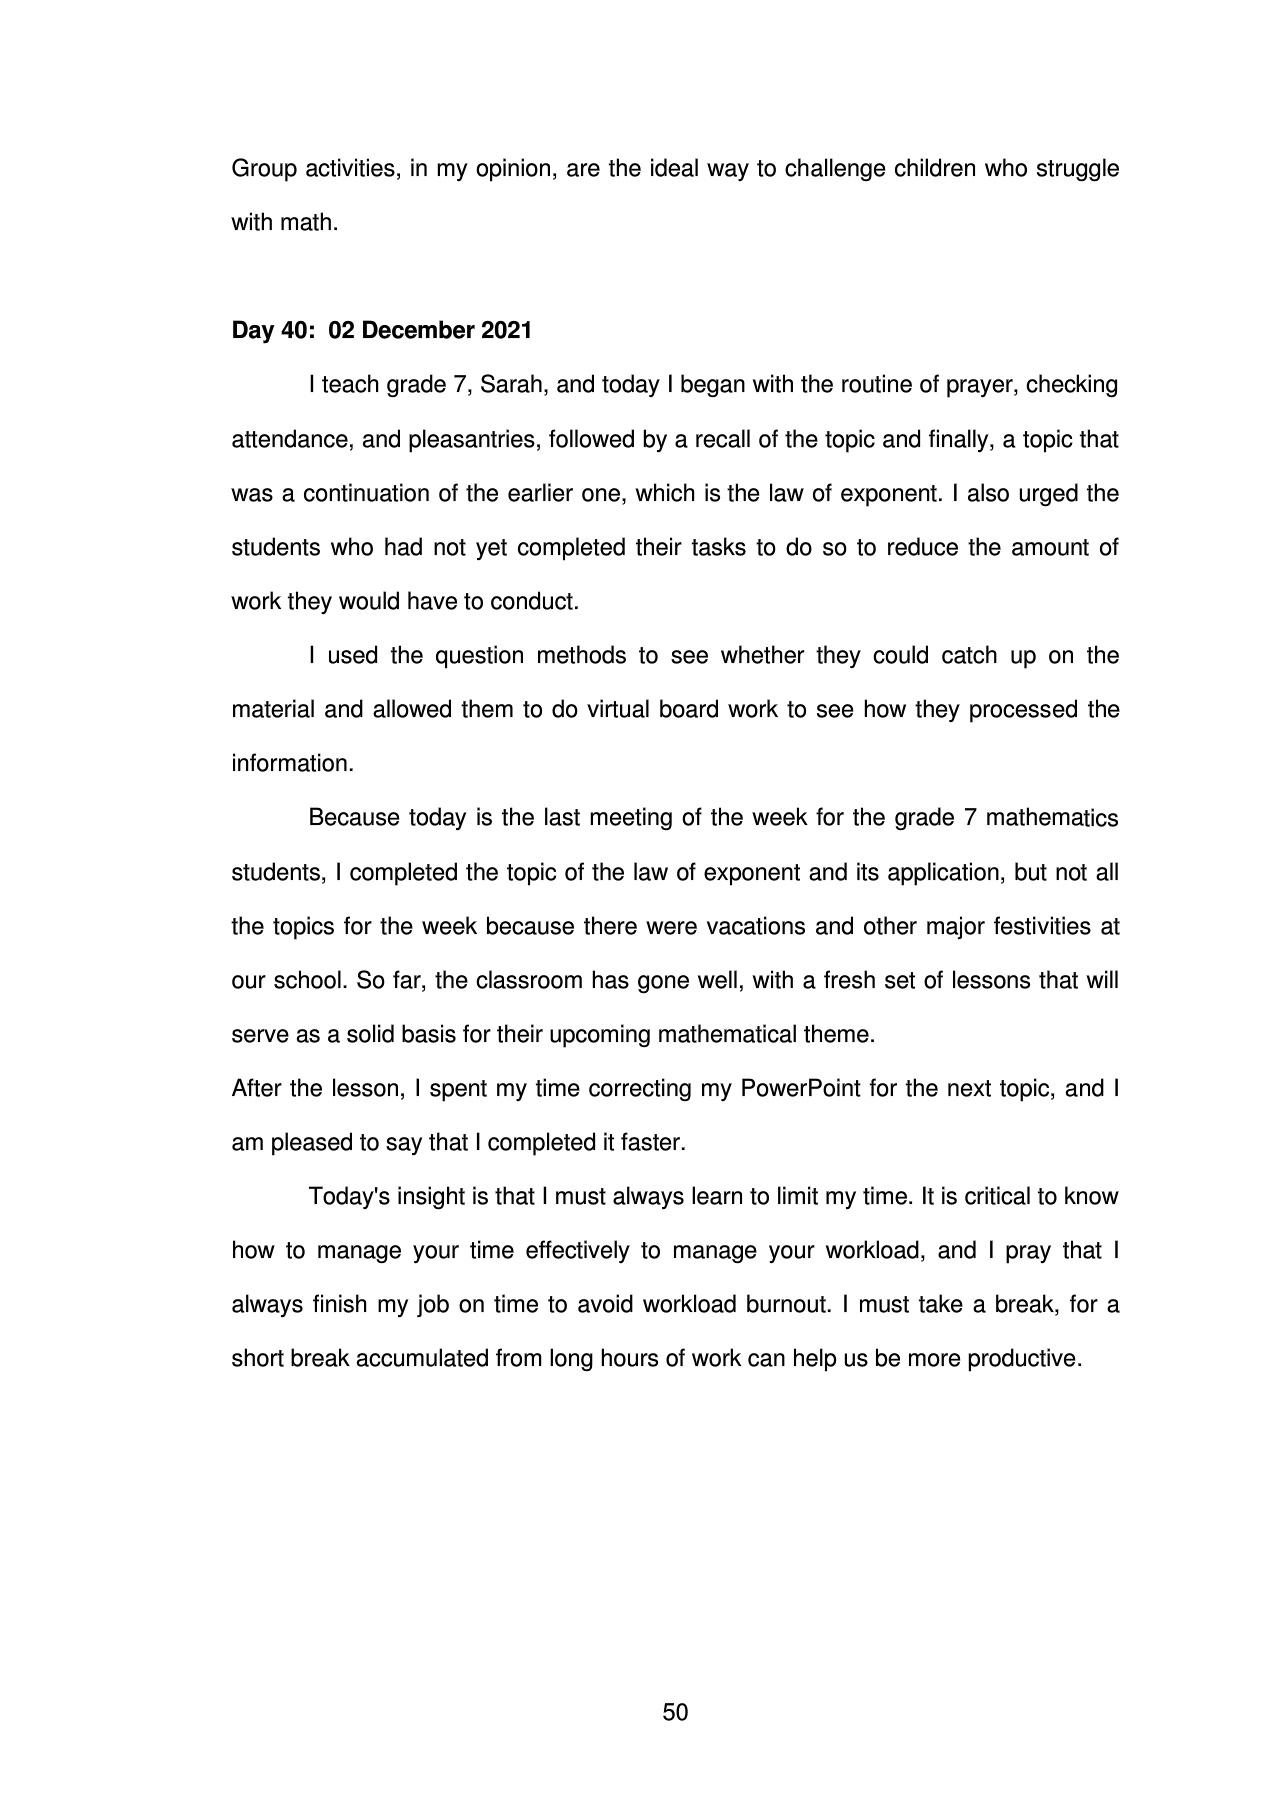 Group activities, in my opinion, are the ideal way to challenge children who struggle
with math.
Day 40:  02 December 2021
I teach grade 7, Sarah, and today I began with the routine of prayer, checking
attendance, and pleasantries, followed by a recall of the topic and finally, a topic that
was a continuation of the earlier one, which is the law of exponent. I also urged the
students who had not yet completed their tasks to do so to reduce the amount of
work they would have to conduct.
I used the question methods to see whether they could catch up on the
material and allowed them to do virtual board work to see how they processed the
information.
Because today is the last meeting of the week for the grade 7 mathematics
students, I completed the topic of the law of exponent and its application, but not all
the topics for the week because there were vacations and other major festivities at
our school. So far, the classroom has gone well, with a fresh set of lessons that will
serve as a solid basis for their upcoming mathematical theme.
After the lesson, I spent my time correcting my PowerPoint for the next topic, and I
am pleased to say that I completed it faster.
Today's insight is that I must always learn to limit my time. It is critical to know
how to manage your time effectively to manage your workload, and I pray that I
always finish my job on time to avoid workload burnout. I must take a break, for a
short break accumulated from long hours of work can help us be more productive.
50